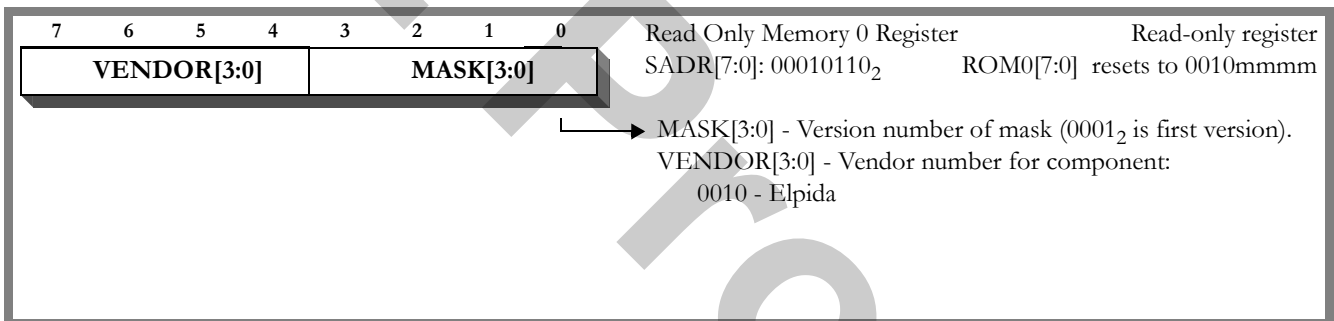 7 6 5 4 3 2 1 0
VENDOR[3:0] MASK[3:0]
Read Only Memory 0 Register Read-only register
SADR[7:0]: 00010110₂ ROM0[7:0] resets to 0010mmmm
MASK[3:0] - Version number of mask (0001₂ is first version).
VENDOR[3:0] - Vendor number for component:
0010 - Elpida